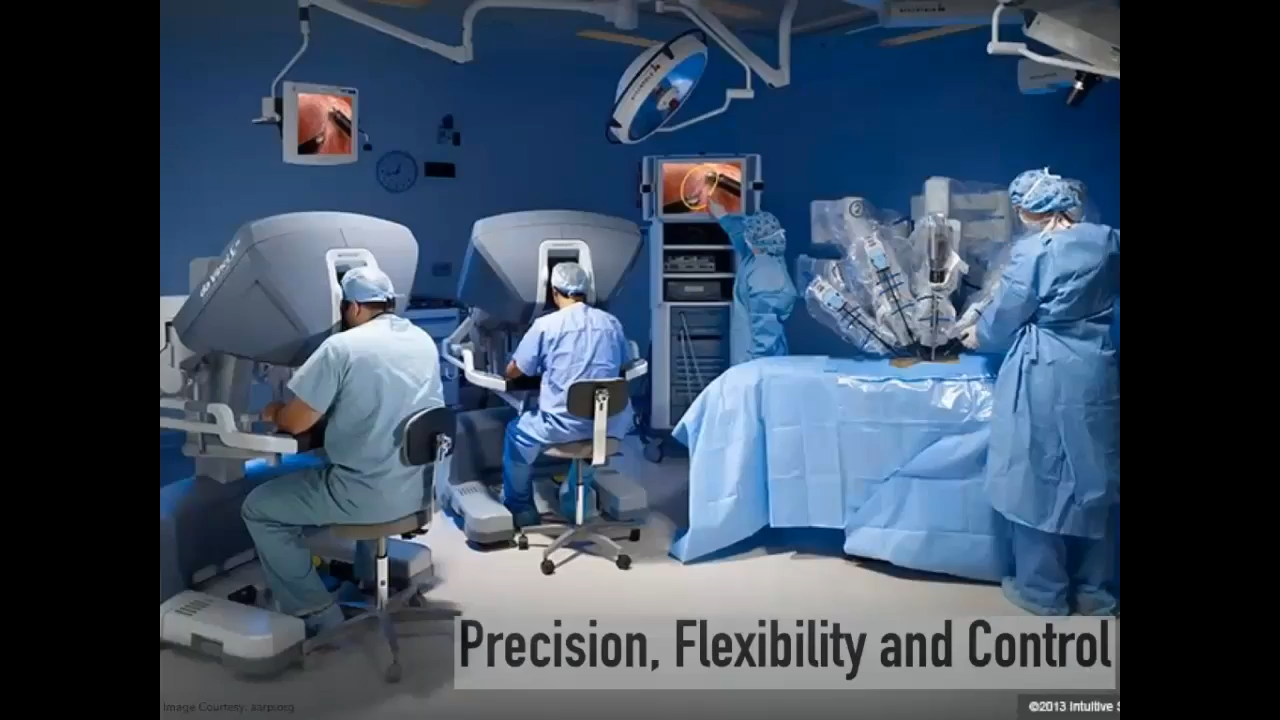 Precision, Flexibility and Control
Image Courtesy: aarp.org
©2013 Intuitive S